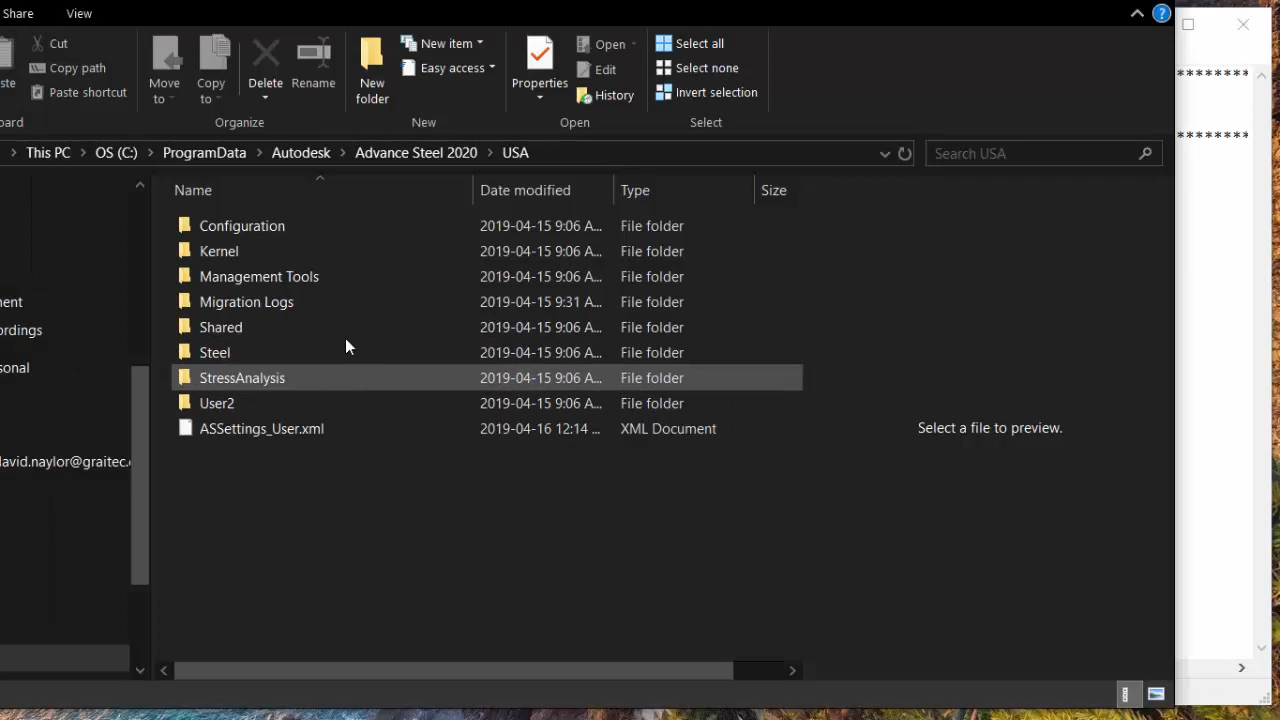 Share View
?
Cut
Copy path
Paste shortcut
Move to
Copy to
Delete
Rename
Organize
New folder
New item
Easy access
New
Properties
Open
Edit
History
Open
Select all
Select none
Invert selection
Select
This PC > OS (C:) > ProgramData > Autodesk > Advance Steel 2020 > USA
Search USA
Name Date modified Type Size
Configuration 2019-04-15 9:06 A... File folder
Kernel 2019-04-15 9:06 A... File folder
Management Tools 2019-04-15 9:06 A... File folder
Migration Logs 2019-04-15 9:31 A... File folder
Shared 2019-04-15 9:06 A... File folder
Steel 2019-04-15 9:06 A... File folder
StressAnalysis 2019-04-15 9:06 A... File folder
User2 2019-04-15 9:06 A... File folder
ASSettings_User.xml 2019-04-16 12:14 ... XML Document
Select a file to preview.
ment
ordings
sonal
david.naylor@graitec.
********
********